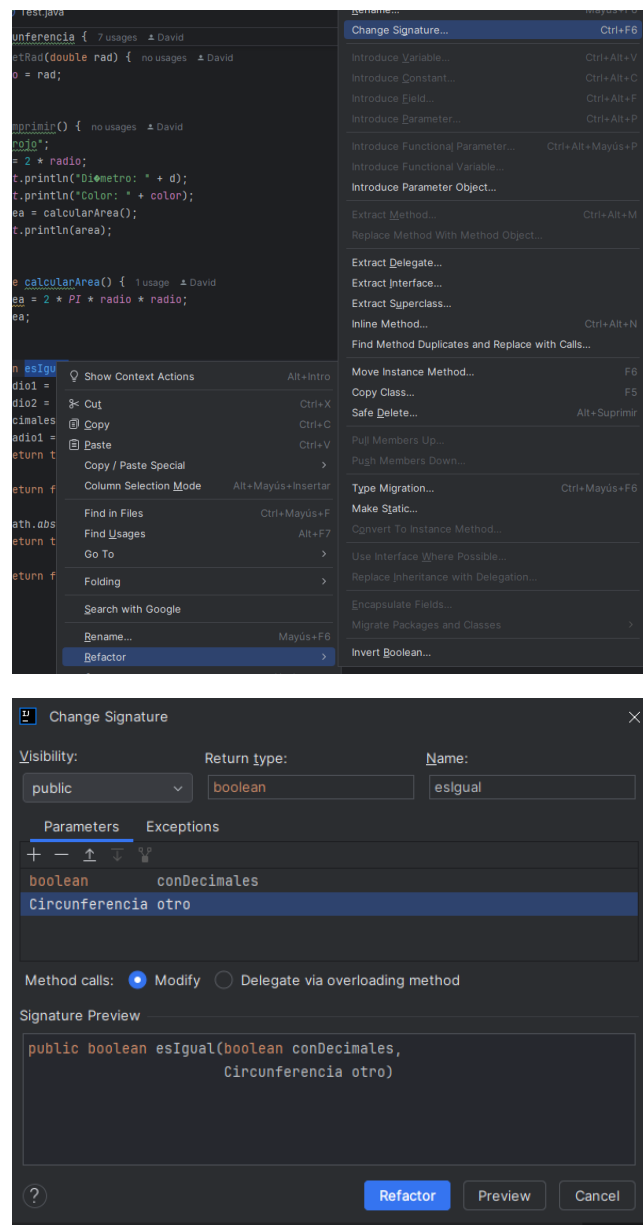 Test.java
unferencia { 7 usages David
etRad(double rad) { no usages David
o = rad;
mprimir() { no usages David
rojo";
= 2 * radio;
t.println("Di�metro: " + d);
t.println("Color: " + color);
ea = calcularArea();
t.println(area);
e calcularArea() { 1 usage David
ea = 2 * PI * radio * radio;
ea;
n esIgu
dio1 =
dio2 =
cimales
adio1 =
eturn t
eturn f
ath.abs
eturn t
eturn f
Show Context Actions Alt+Intro
Cut Ctrl+X
Copy Ctrl+C
Paste Ctrl+V
Copy / Paste Special
Column Selection Mode Alt+Mayús+Insertar
Find in Files Ctrl+Mayús+F
Find Usages Alt+F7
Go To
Folding
Search with Google
Rename... Mayús+F6
Refactor
Rename... Mayús+F6
Change Signature... Ctrl+F6
Introduce Variable... Ctrl+Alt+V
Introduce Constant... Ctrl+Alt+C
Introduce Field... Ctrl+Alt+F
Introduce Parameter... Ctrl+Alt+P
Introduce Functional Parameter... Ctrl+Alt+Mayús+P
Introduce Functional Variable...
Introduce Parameter Object...
Extract Method... Ctrl+Alt+M
Replace Method With Method Object...
Extract Delegate...
Extract Interface...
Extract Superclass...
Inline Method... Ctrl+Alt+N
Find Method Duplicates and Replace with Calls...
Move Instance Method... F6
Copy Class... F5
Safe Delete... Alt+Suprimir
Pull Members Up...
Push Members Down...
Type Migration... Ctrl+Mayús+F6
Make Static...
Convert To Instance Method...
Use Interface Where Possible...
Replace Inheritance with Delegation...
Encapsulate Fields...
Migrate Packages and Classes
Invert Boolean...
Change Signature
Visibility: Return type: Name:
public boolean esIgual
Parameters Exceptions
boolean conDecimales
Circunferencia otro
Method calls: Modify Delegate via overloading method
Signature Preview
public boolean esIgual(boolean conDecimales,
Circunferencia otro)
? Refactor Preview Cancel